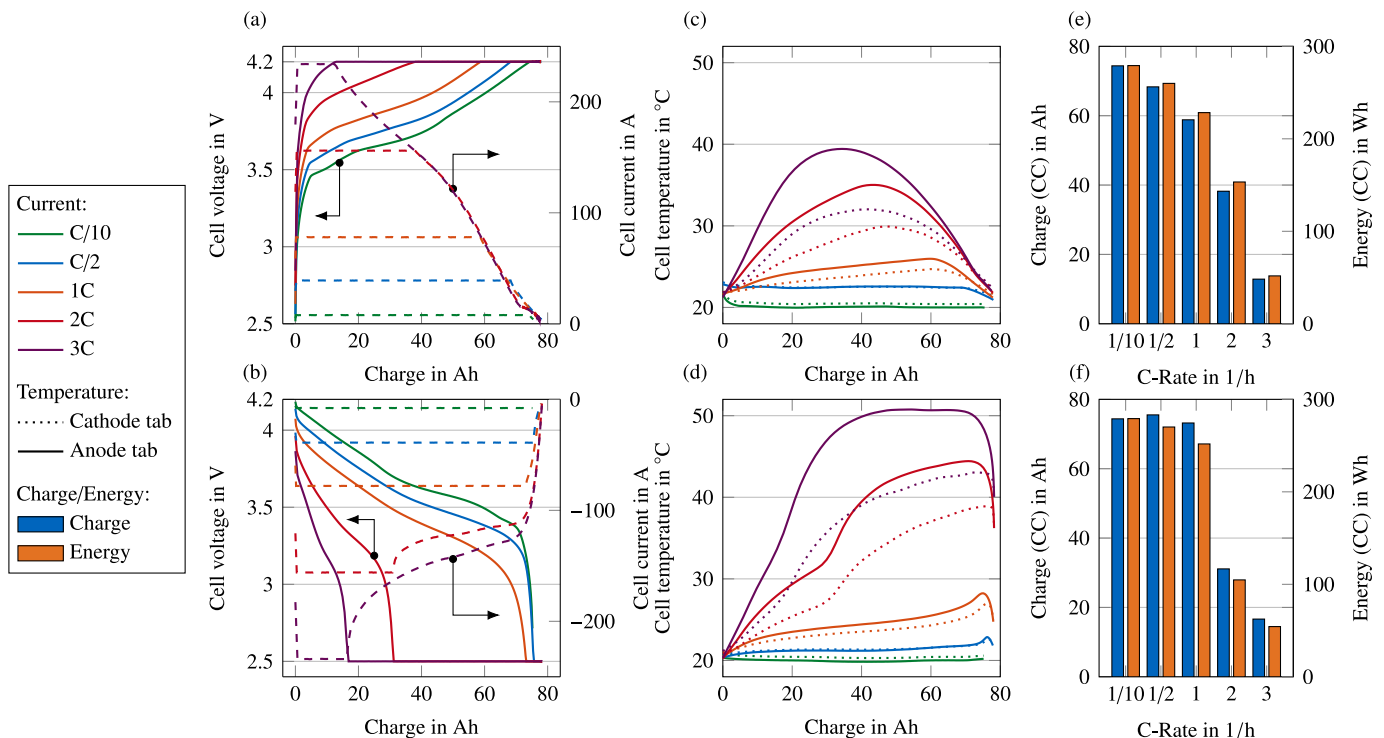 Current:
C/10
C/2
1C
2C
3C
Temperature:
Cathode tab
Anode tab
Charge/Energy:
Charge
Energy
(a)
4.2
4
3.5
3
2.5
Cell voltage in V
0 20 40 60 80
Charge in Ah
200
100
0
Cell current in A
(c)
50
40
30
20
Cell temperature in °C
0 20 40 60 80
Charge in Ah
(e)
80
60
40
20
0
Charge (CC) in Ah
300
200
100
0
Energy (CC) in Wh
1/10 1/2 1 2 3
C-Rate in 1/h
(b)
4.2
4
3.5
3
2.5
Cell voltage in V
0 20 40 60 80
Charge in Ah
0
−100
−200
Cell current in A
(d)
50
40
30
20
Cell temperature in °C
0 20 40 60 80
Charge in Ah
(f)
80
60
40
20
0
Charge (CC) in Ah
300
200
100
0
Energy (CC) in Wh
1/10 1/2 1 2 3
C-Rate in 1/h